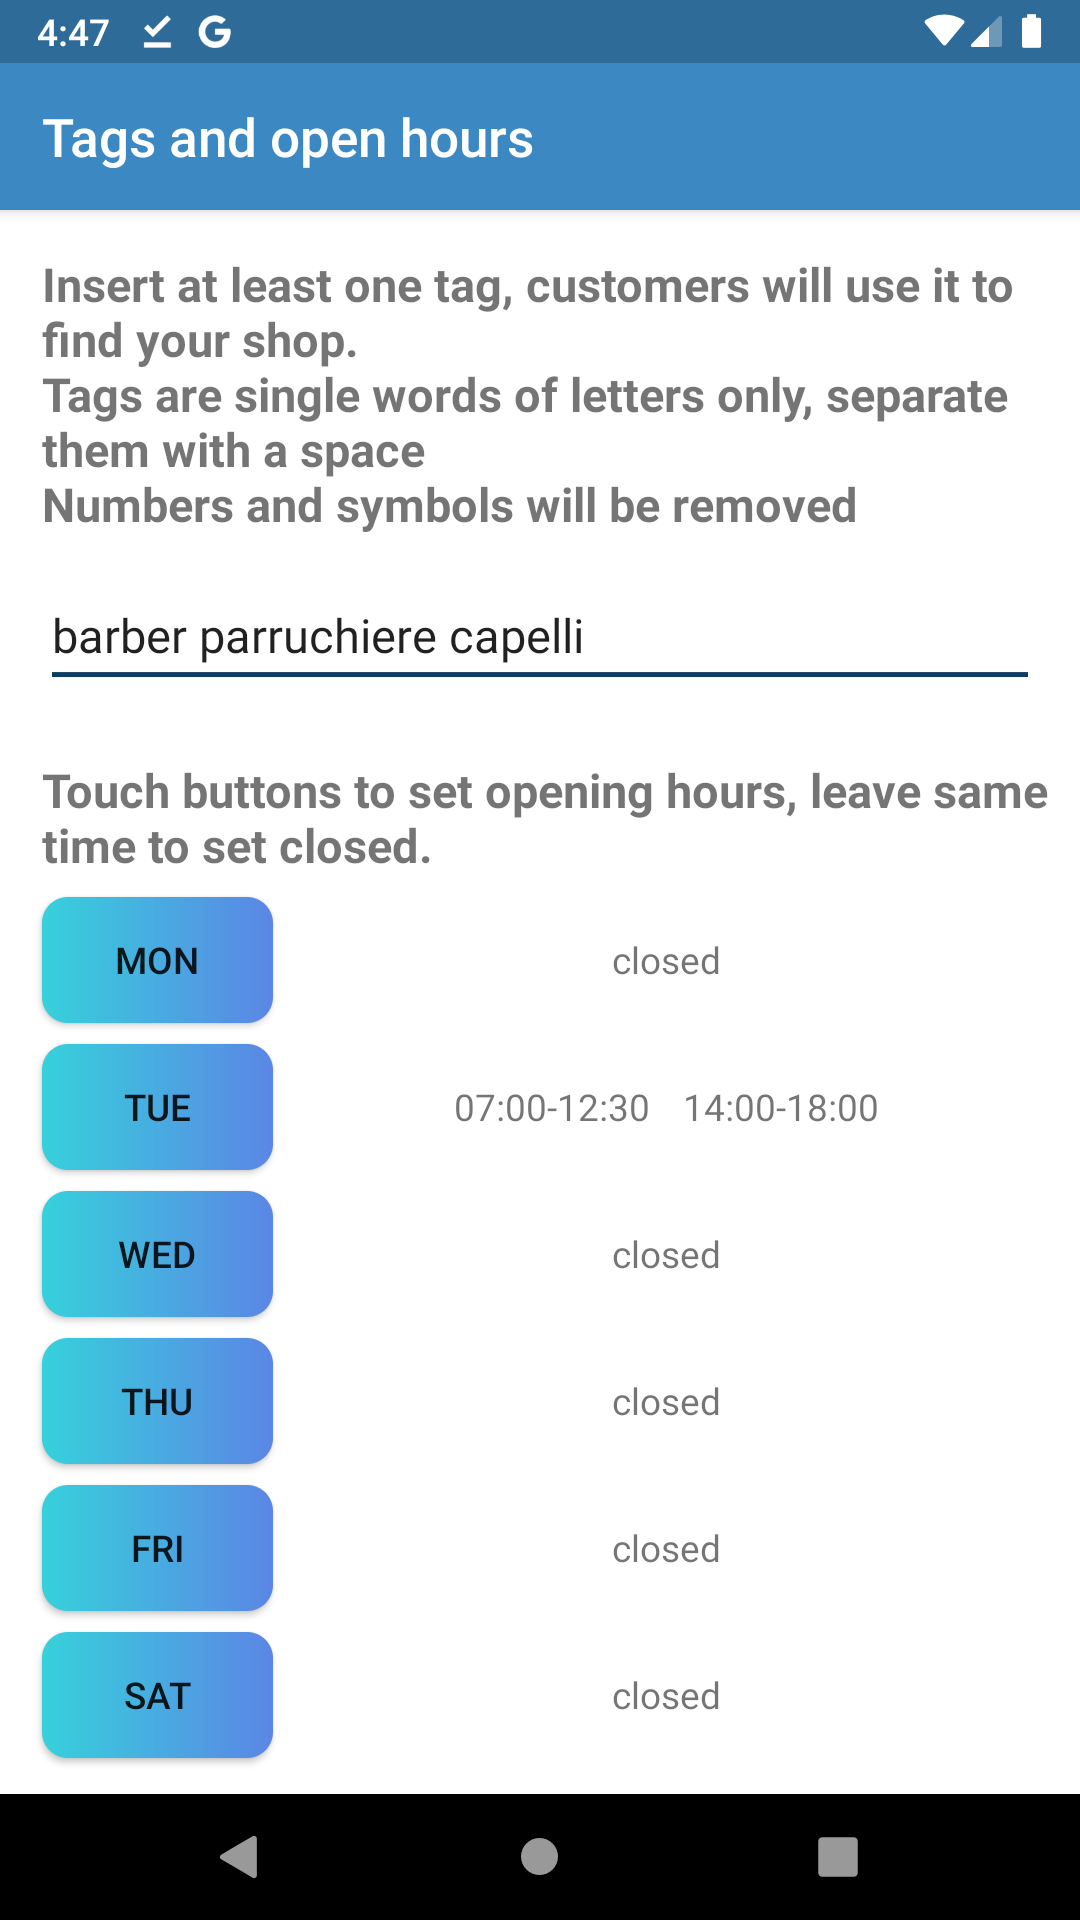 4:47
Tags and open hours
Insert at least one tag, customers will use it to
find your shop.
Tags are single words of letters only, separate
them with a space
Numbers and symbols will be removed
barber parruchiere capelli
Touch buttons to set opening hours, leave same
time to set closed.
MON closed
TUE 07:00-12:30 14:00-18:00
WED closed
THU closed
FRI closed
SAT closed